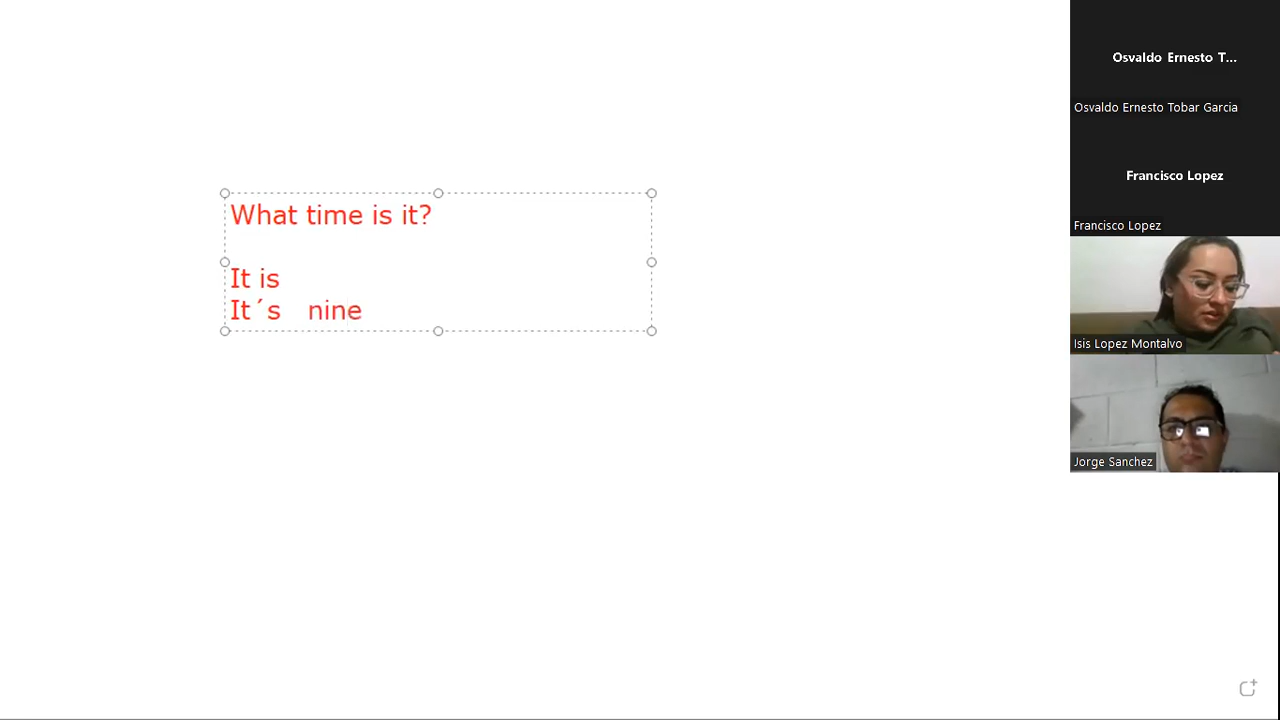 What time is it?
It is
It´s nine
Osvaldo Ernesto T...
Osvaldo Ernesto Tobar Garcia
Francisco Lopez
Francisco Lopez
Isis Lopez Montalvo
Jorge Sanchez